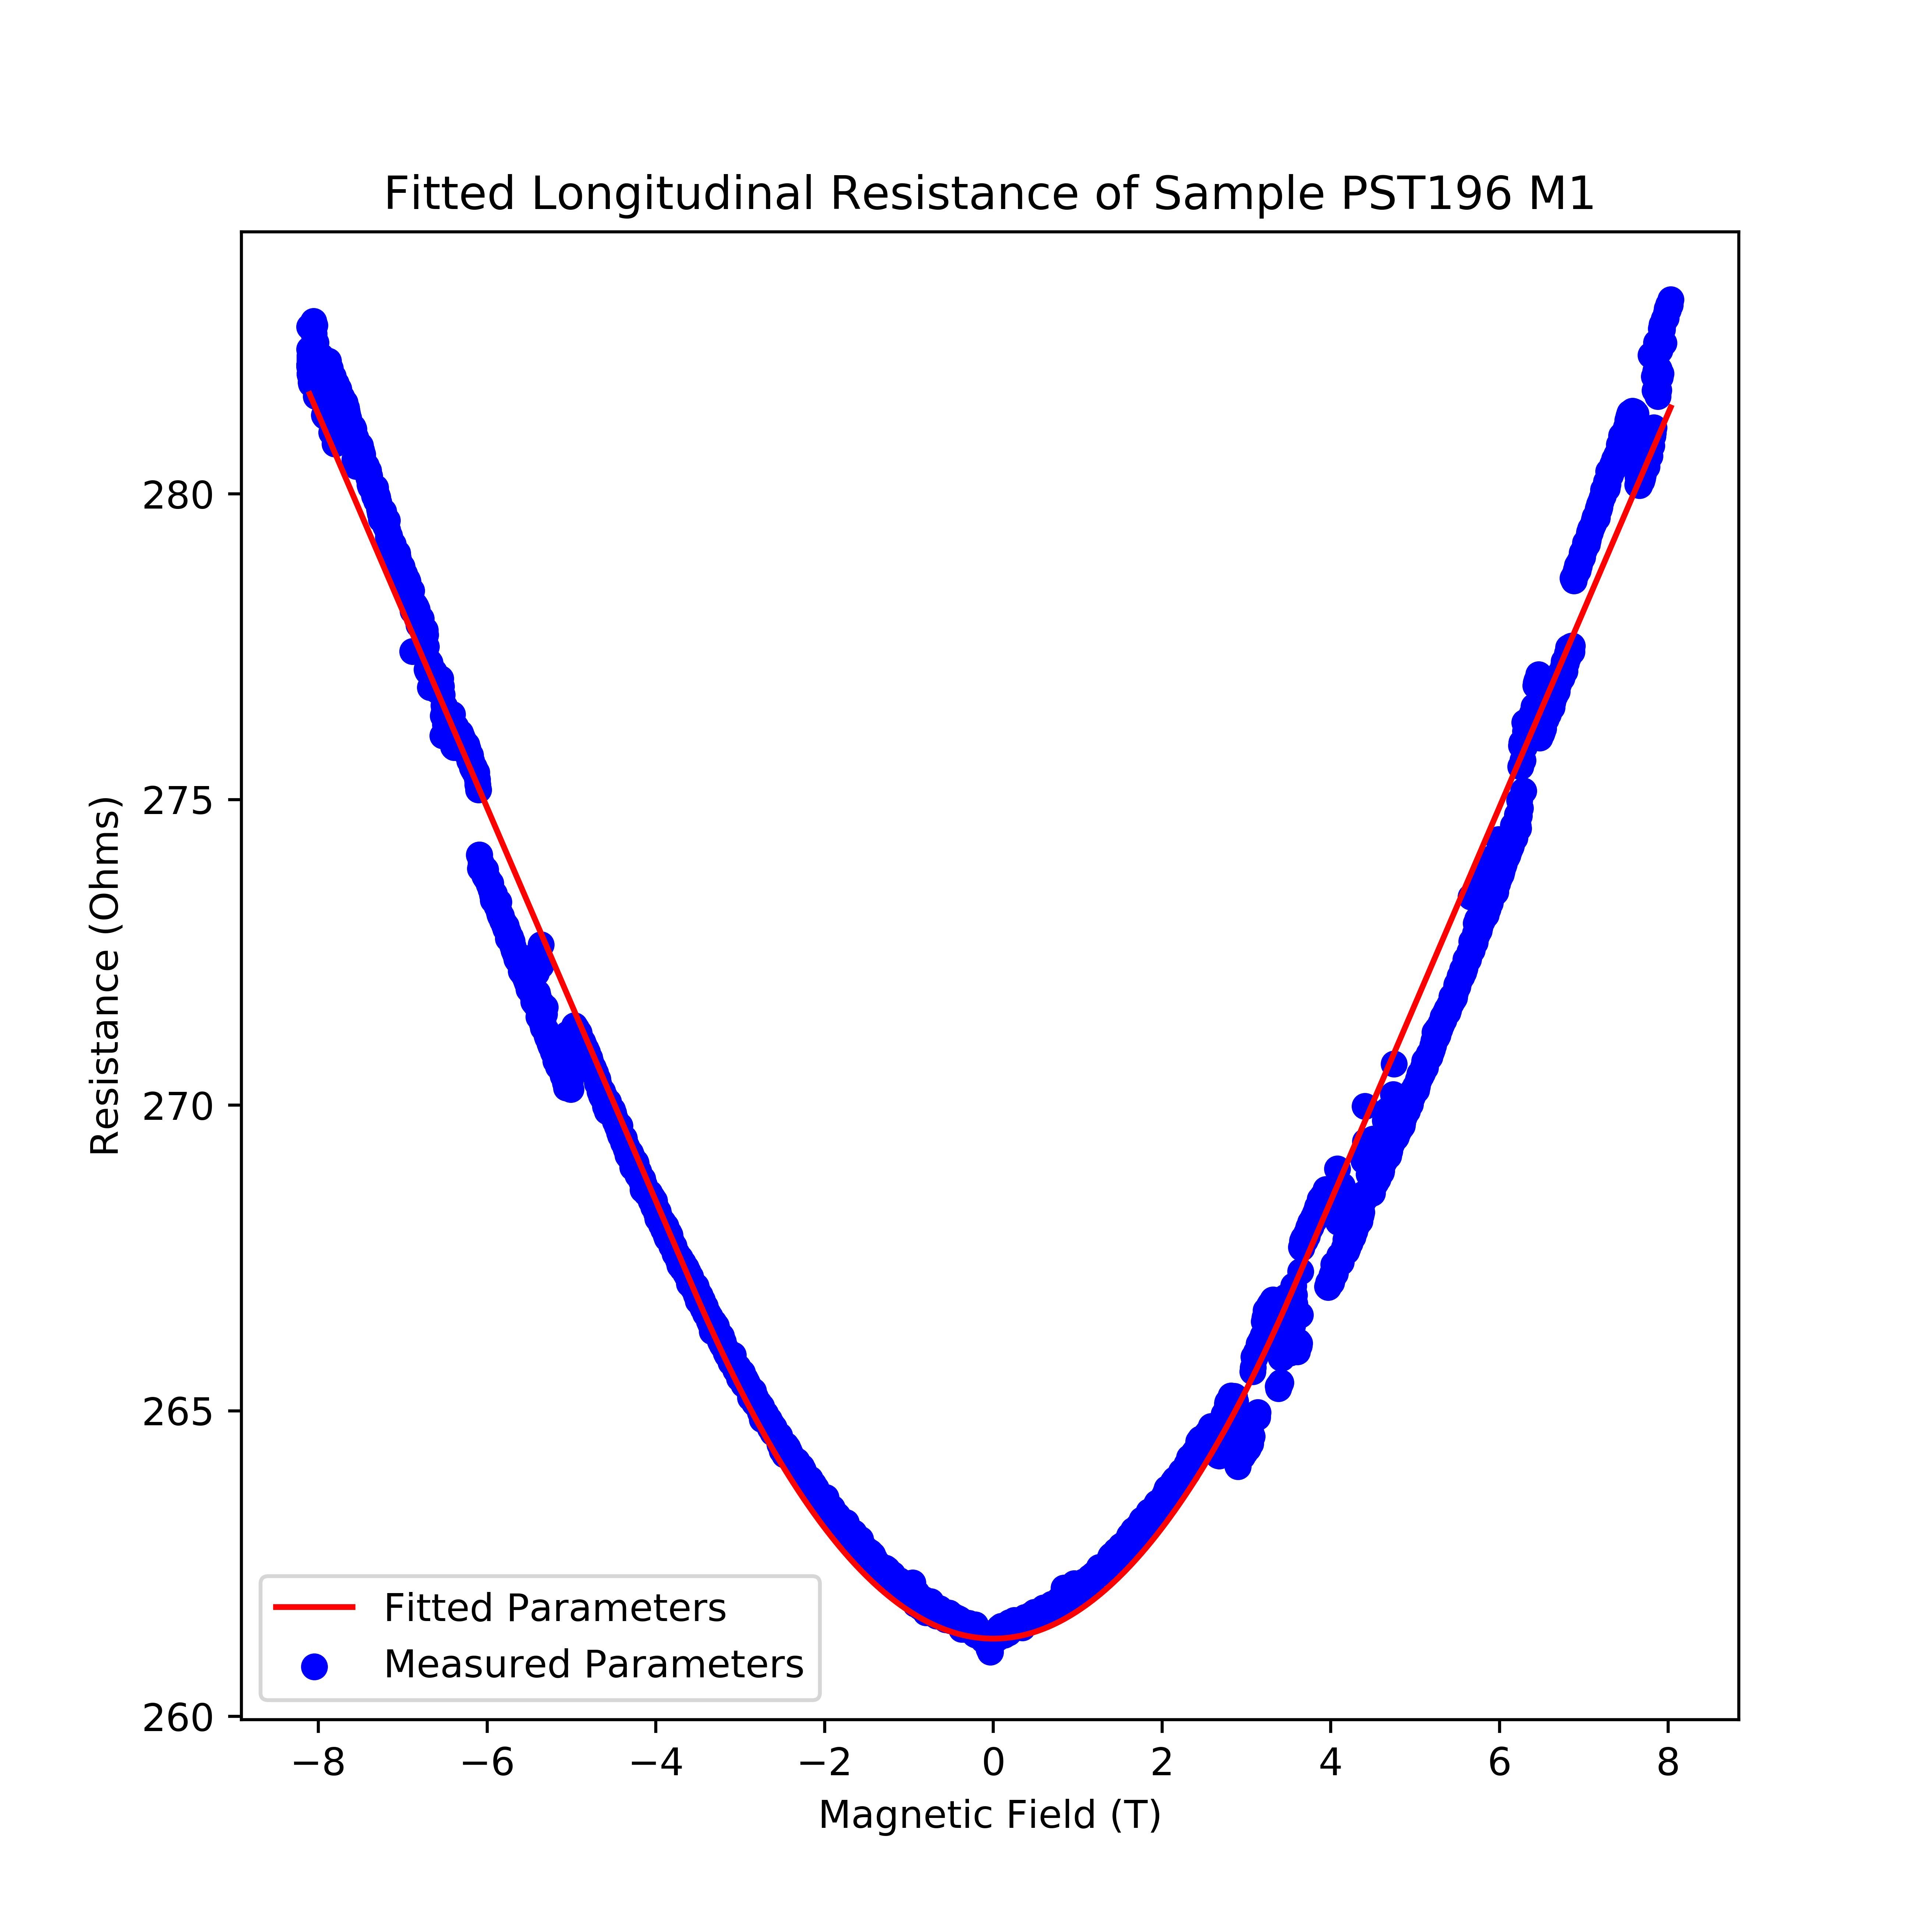 Fitted Longitudinal Resistance of Sample PST196 M1
Resistance (Ohms)
280
275
270
265
260
Fitted Parameters
Measured Parameters
−8 −6 −4 −2 0 2 4 6 8
Magnetic Field (T)